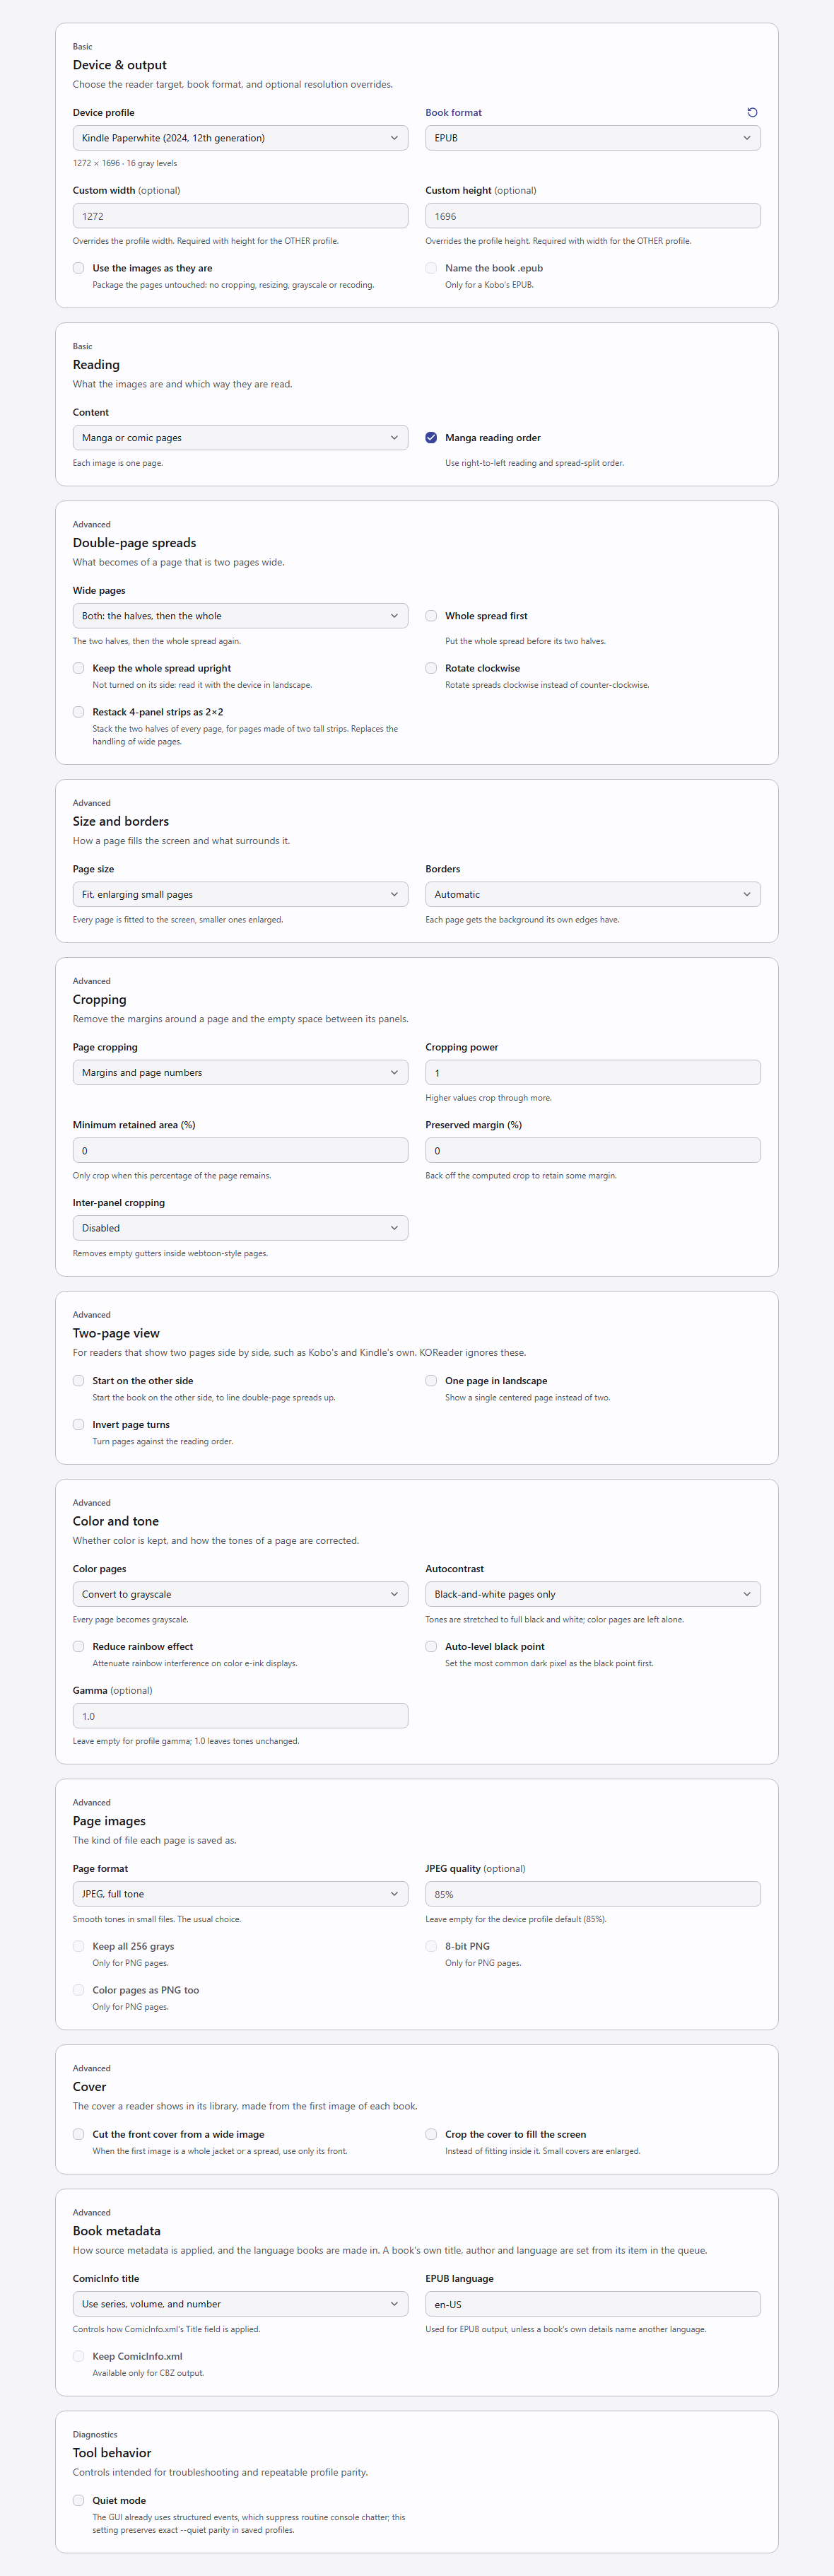 Basic
Device & output
Choose the reader target, book format, and optional resolution overrides.
Device profile
Book format
Kindle Paperwhite (2024, 12th generation)
EPUB
1272 × 1696 · 16 gray levels
Custom width (optional)
Custom height (optional)
1272
1696
Overrides the profile width. Required with height for the OTHER profile.
Overrides the profile height. Required with width for the OTHER profile.
Use the images as they are
Name the book .epub
Package the pages untouched: no cropping, resizing, grayscale or recoding.
Only for a Kobo's EPUB.
Basic
Reading
What the images are and which way they are read.
Content
Manga or comic pages
Manga reading order
Each image is one page.
Use right-to-left reading and spread-split order.
Advanced
Double-page spreads
What becomes of a page that is two pages wide.
Wide pages
Both: the halves, then the whole
Whole spread first
The two halves, then the whole spread again.
Put the whole spread before its two halves.
Keep the whole spread upright
Rotate clockwise
Not turned on its side: read it with the device in landscape.
Rotate spreads clockwise instead of counter-clockwise.
Restack 4-panel strips as 2×2
Stack the two halves of every page, for pages made of two tall strips. Replaces the
handling of wide pages.
Advanced
Size and borders
How a page fills the screen and what surrounds it.
Page size
Borders
Fit, enlarging small pages
Automatic
Every page is fitted to the screen, smaller ones enlarged.
Each page gets the background its own edges have.
Advanced
Cropping
Remove the margins around a page and the empty space between its panels.
Page cropping
Cropping power
Margins and page numbers
1
Higher values crop through more.
Minimum retained area (%)
Preserved margin (%)
0
0
Only crop when this percentage of the page remains.
Back off the computed crop to retain some margin.
Inter-panel cropping
Disabled
Removes empty gutters inside webtoon-style pages.
Advanced
Two-page view
For readers that show two pages side by side, such as Kobo's and Kindle's own. KOReader ignores these.
Start on the other side
One page in landscape
Start the book on the other side, to line double-page spreads up.
Show a single centered page instead of two.
Invert page turns
Turn pages against the reading order.
Advanced
Color and tone
Whether color is kept, and how the tones of a page are corrected.
Color pages
Autocontrast
Convert to grayscale
Black-and-white pages only
Every page becomes grayscale.
Tones are stretched to full black and white; color pages are left alone.
Reduce rainbow effect
Auto-level black point
Attenuate rainbow interference on color e-ink displays.
Set the most common dark pixel as the black point first.
Gamma (optional)
1.0
Leave empty for profile gamma; 1.0 leaves tones unchanged.
Advanced
Page images
The kind of file each page is saved as.
Page format
JPEG quality (optional)
JPEG, full tone
85%
Smooth tones in small files. The usual choice.
Leave empty for the device profile default (85%).
Keep all 256 grays
8-bit PNG
Only for PNG pages.
Only for PNG pages.
Color pages as PNG too
Only for PNG pages.
Advanced
Cover
The cover a reader shows in its library, made from the first image of each book.
Cut the front cover from a wide image
Crop the cover to fill the screen
When the first image is a whole jacket or a spread, use only its front.
Instead of fitting inside it. Small covers are enlarged.
Advanced
Book metadata
How source metadata is applied, and the language books are made in. A book's own title, author and language are set from its item in the queue.
ComicInfo title
EPUB language
Use series, volume, and number
en-US
Controls how ComicInfo.xml's Title field is applied.
Used for EPUB output, unless a book's own details name another language.
Keep ComicInfo.xml
Available only for CBZ output.
Diagnostics
Tool behavior
Controls intended for troubleshooting and repeatable profile parity.
Quiet mode
The GUI already uses structured events, which suppress routine console chatter; this
setting preserves exact --quiet parity in saved profiles.